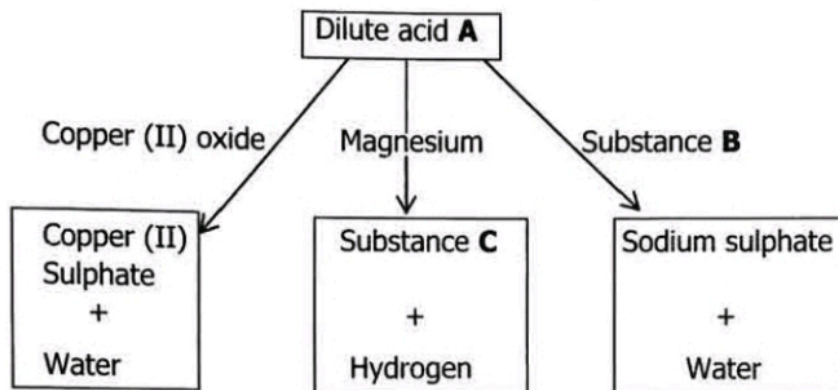 Dilute acid A
Copper (II) oxide
Magnesium
Substance B
Copper (II)
Sulphate
+
Water
Substance C
+
Hydrogen
Sodium sulphate
+
Water